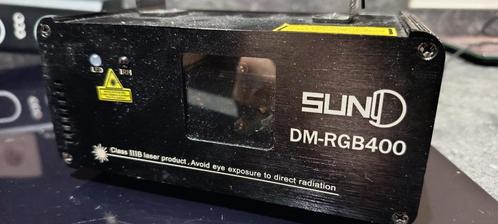 SUN
DM-RGB400
Class IIIB laser product, Avoid eye exposure to direct radiation